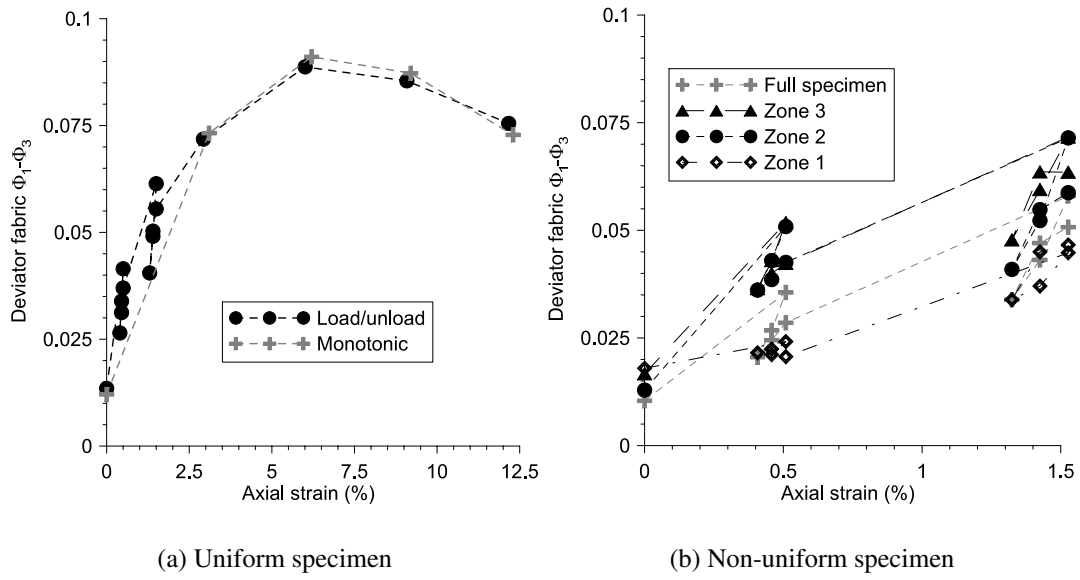 0.1
0.075
0.05
0.025
0
Deviator fabric Φ1-Φ3
Load/unload
Monotonic
0 2.5 5 7.5 10 12.5
Axial strain (%)
(a) Uniform specimen
0.1
0.075
0.05
0.025
0
Deviator fabric Φ1-Φ3
Full specimen
Zone 3
Zone 2
Zone 1
0 0.5 1 1.5
Axial strain (%)
(b) Non-uniform specimen